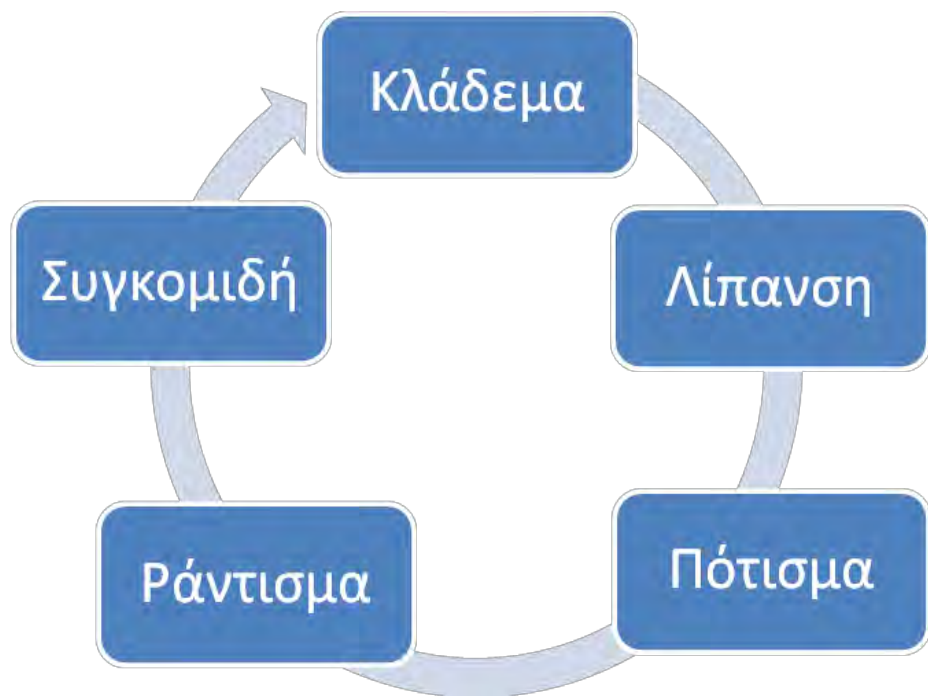 Κλάδεμα
Λίπανση
Πότισμα
Ράντισμα
Συγκομιδή